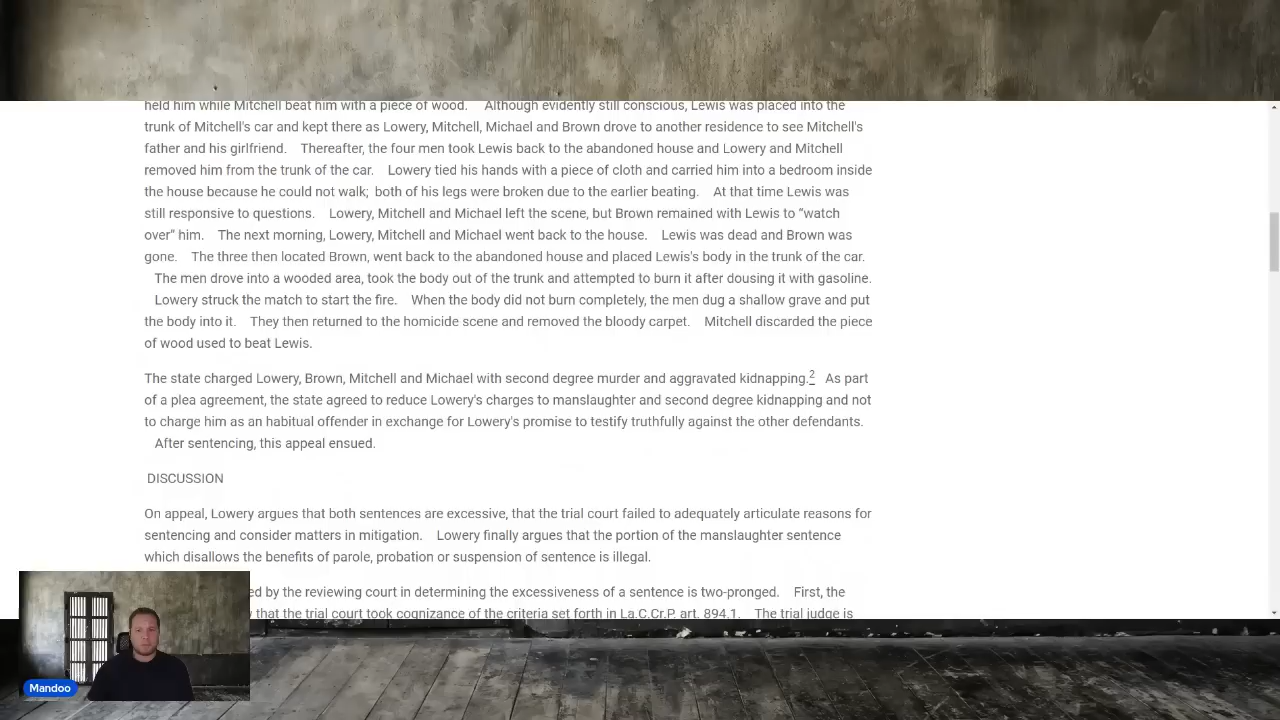 held him while Mitchell beat him with a piece of wood. Although evidently still conscious, Lewis was placed into the
trunk of Mitchell's car and kept there as Lowery, Mitchell, Michael and Brown drove to another residence to see Mitchell's
father and his girlfriend. Thereafter, the four men took Lewis back to the abandoned house and Lowery and Mitchell
removed him from the trunk of the car. Lowery tied his hands with a piece of cloth and carried him into a bedroom inside
the house because he could not walk; both of his legs were broken due to the earlier beating. At that time Lewis was
still responsive to questions. Lowery, Mitchell and Michael left the scene, but Brown remained with Lewis to “watch
over” him. The next morning, Lowery, Mitchell and Michael went back to the house. Lewis was dead and Brown was
gone. The three then located Brown, went back to the abandoned house and placed Lewis's body in the trunk of the car.
The men drove into a wooded area, took the body out of the trunk and attempted to burn it after dousing it with gasoline.
Lowery struck the match to start the fire. When the body did not burn completely, the men dug a shallow grave and put
the body into it. They then returned to the homicide scene and removed the bloody carpet. Mitchell discarded the piece
of wood used to beat Lewis.
The state charged Lowery, Brown, Mitchell and Michael with second degree murder and aggravated kidnapping.2 As part
of a plea agreement, the state agreed to reduce Lowery's charges to manslaughter and second degree kidnapping and not
to charge him as an habitual offender in exchange for Lowery's promise to testify truthfully against the other defendants.
After sentencing, this appeal ensued.
DISCUSSION
On appeal, Lowery argues that both sentences are excessive, that the trial court failed to adequately articulate reasons for
sentencing and consider matters in mitigation. Lowery finally argues that the portion of the manslaughter sentence
which disallows the benefits of parole, probation or suspension of sentence is illegal.
by the reviewing court in determining the excessiveness of a sentence is two-pronged. First, the
that the trial court took cognizance of the criteria set forth in La.C.Cr.P. art. 894.1. The trial judge is
Mandoo